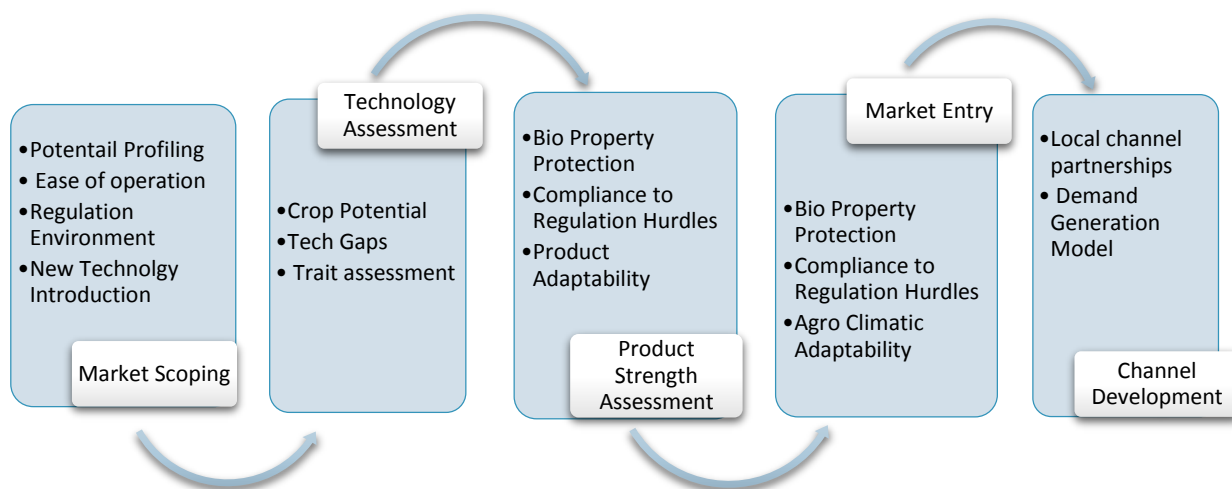 •Potentail Profiling
• Ease of operation
•Regulation
Environment
•New Technolgy
Introduction
Market Scoping
Technology
Assessment
•Crop Potential
•Tech Gaps
• Trait assessment
•Bio Property
Protection
•Compliance to
Regulation Hurdles
•Product
Adaptability
Product
Strength
Assessment
Market Entry
•Bio Property
Protection
•Compliance to
Regulation Hurdles
•Agro Climatic
Adaptability
•Local channel
partnerships
• Demand
Generation
Model
Channel
Development